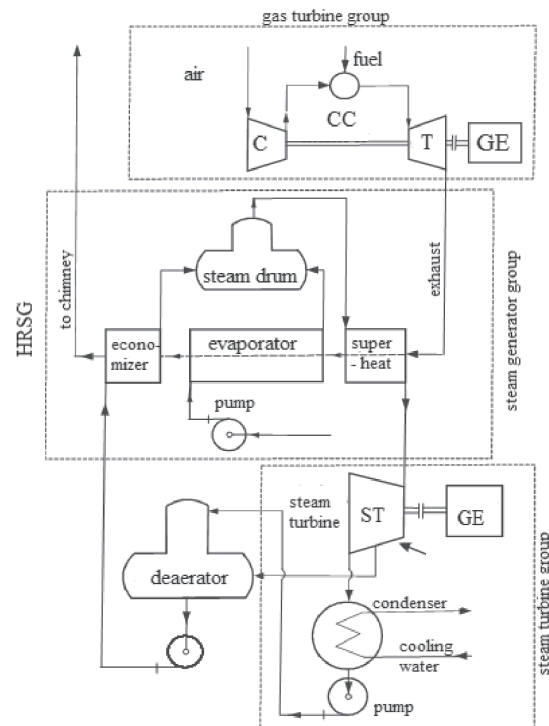 gas turbine group
fuel
air
CC
C
T
GE
to chimney
HRSG
steam drum
exhaust
steam generator group
econo-
mizer
evaporator
super
- heat
pump
steam
turbine
ST
GE
deaerator
condenser
cooling
water
pump
steam turbine group